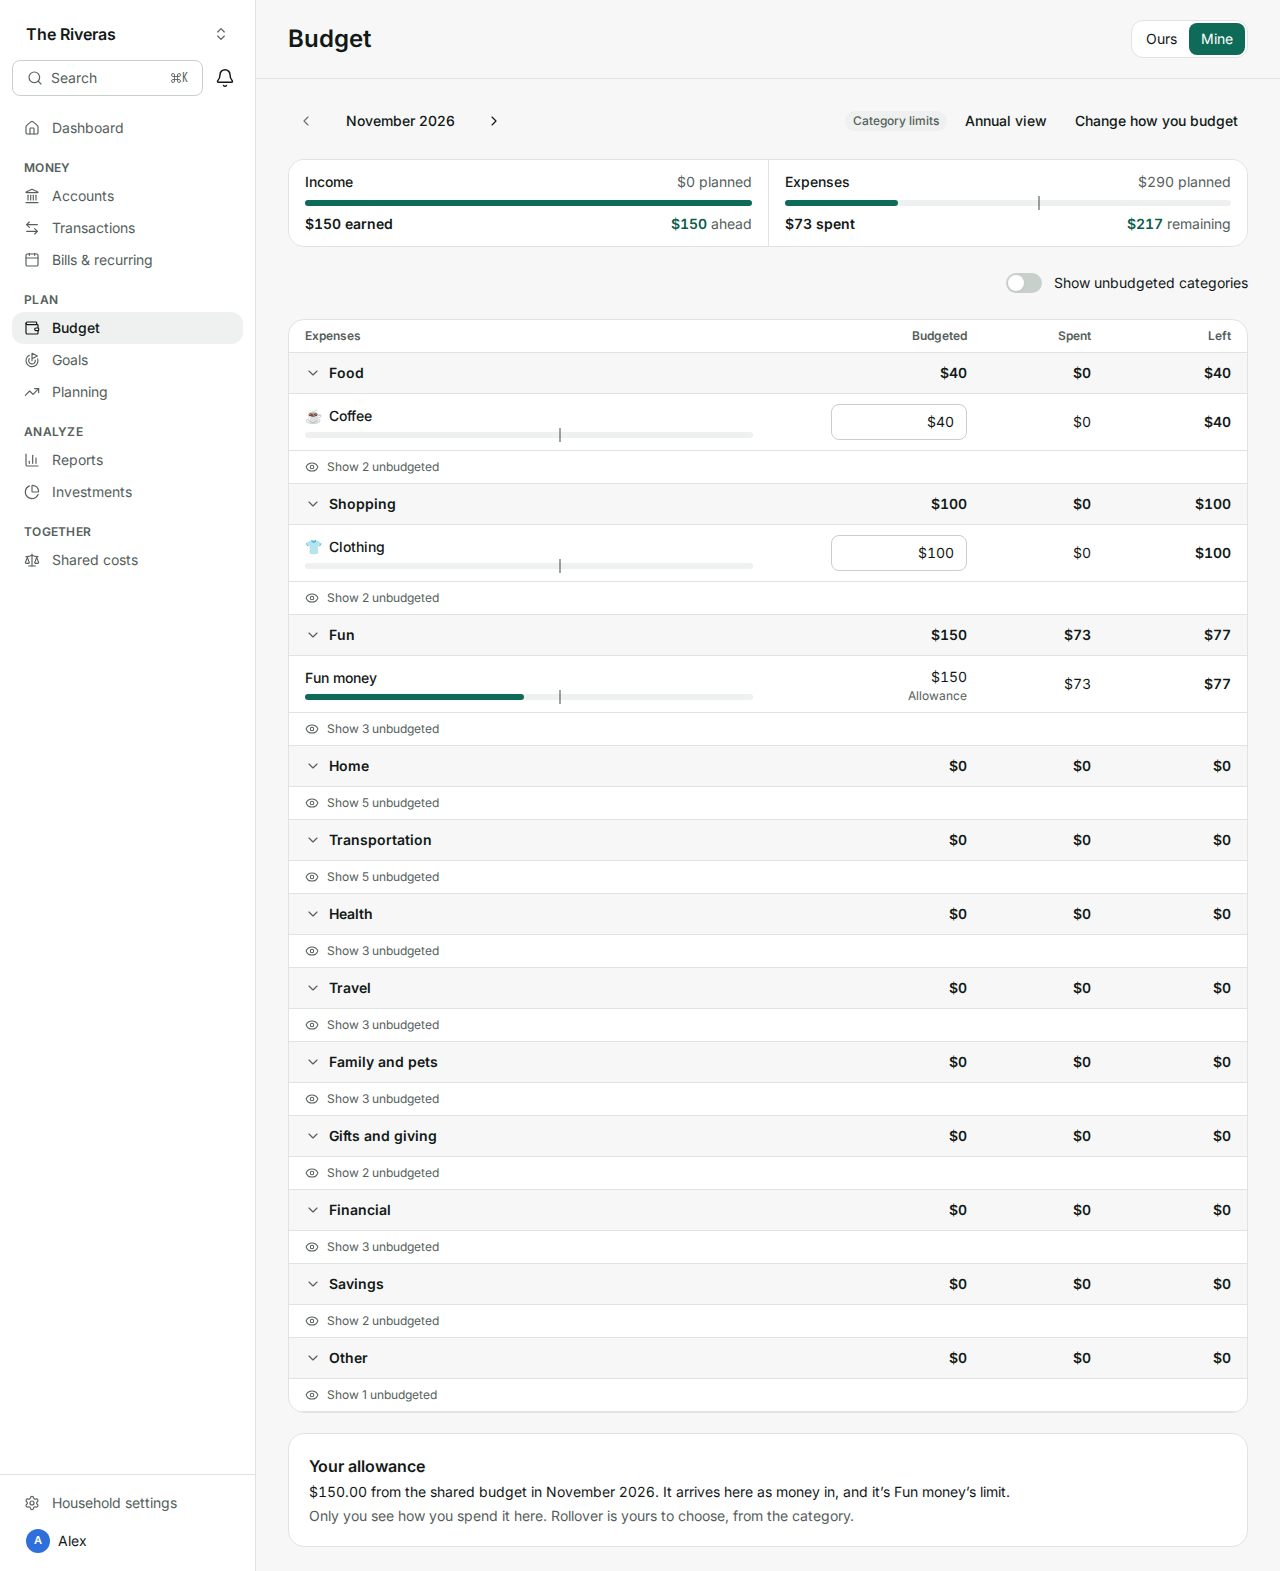 The Riveras
Search ⌘K
Dashboard
MONEY
Accounts
Transactions
Bills & recurring
PLAN
Budget
Goals
Planning
ANALYZE
Reports
Investments
TOGETHER
Shared costs
Household settings
A Alex
Budget
Ours Mine
November 2026
Category limits Annual view Change how you budget
Income $0 planned
$150 earned $150 ahead
Expenses $290 planned
$73 spent $217 remaining
Show unbudgeted categories
Expenses Budgeted Spent Left
Food $40 $0 $40
Coffee $40 $0 $40
Show 2 unbudgeted
Shopping $100 $0 $100
Clothing $100 $0 $100
Show 2 unbudgeted
Fun $150 $73 $77
Fun money $150 $73 $77
Allowance
Show 3 unbudgeted
Home $0 $0 $0
Show 5 unbudgeted
Transportation $0 $0 $0
Show 5 unbudgeted
Health $0 $0 $0
Show 3 unbudgeted
Travel $0 $0 $0
Show 3 unbudgeted
Family and pets $0 $0 $0
Show 3 unbudgeted
Gifts and giving $0 $0 $0
Show 2 unbudgeted
Financial $0 $0 $0
Show 3 unbudgeted
Savings $0 $0 $0
Show 2 unbudgeted
Other $0 $0 $0
Show 1 unbudgeted
Your allowance
$150.00 from the shared budget in November 2026. It arrives here as money in, and it’s Fun money’s limit.
Only you see how you spend it here. Rollover is yours to choose, from the category.